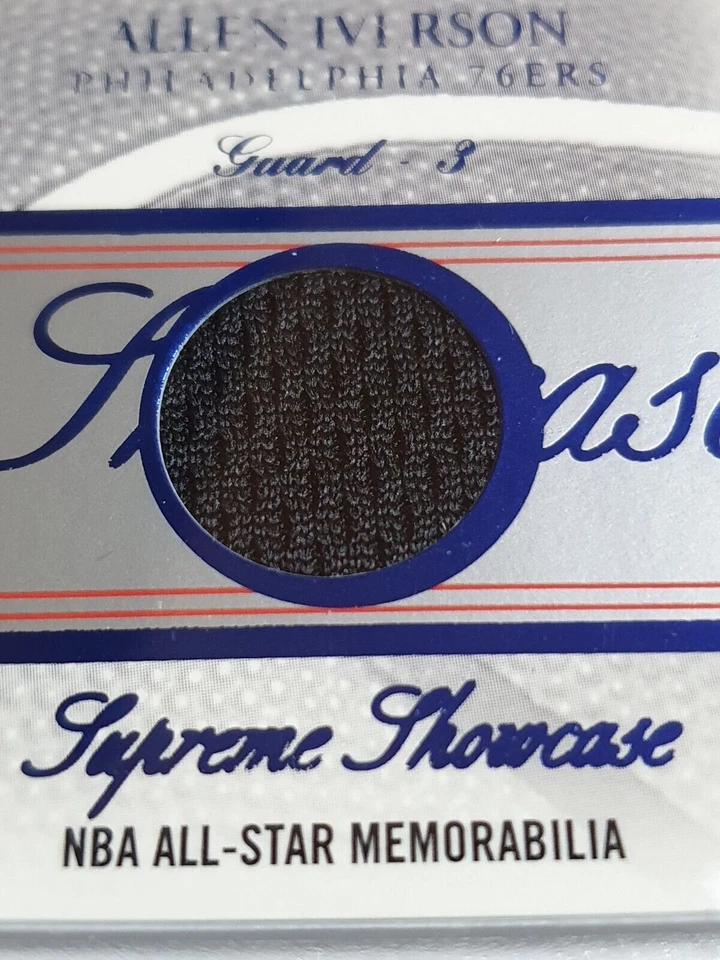 ALLEN IVERSON
PHILADELPHIA 76ERS
Guard - 3
Supreme Showcase
NBA ALL-STAR MEMORABILIA